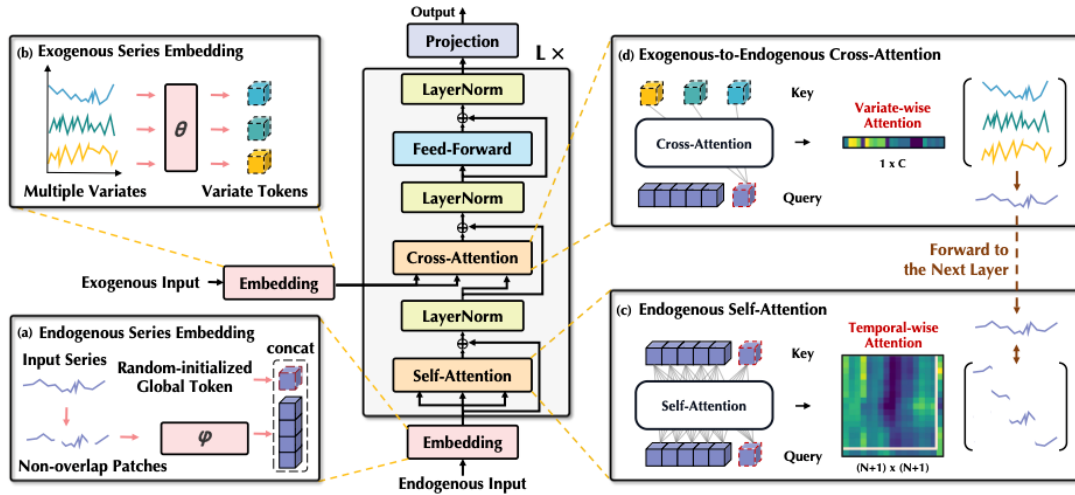 Output
Projection
L ×
LayerNorm
Feed-Forward
LayerNorm
Cross-Attention
LayerNorm
Self-Attention
Embedding
Endogenous Input
Exogenous Input
Embedding
(b) Exogenous Series Embedding
θ
Multiple Variates
Variate Tokens
(a) Endogenous Series Embedding
concat
Input Series
Random-initialized
Global Token
φ
Non-overlap Patches
(d) Exogenous-to-Endogenous Cross-Attention
Key
Variate-wise
Attention
Cross-Attention
1 x C
Query
Forward to
the Next Layer
(c) Endogenous Self-Attention
Key
Temporal-wise
Attention
Self-Attention
Query
(N+1) x (N+1)